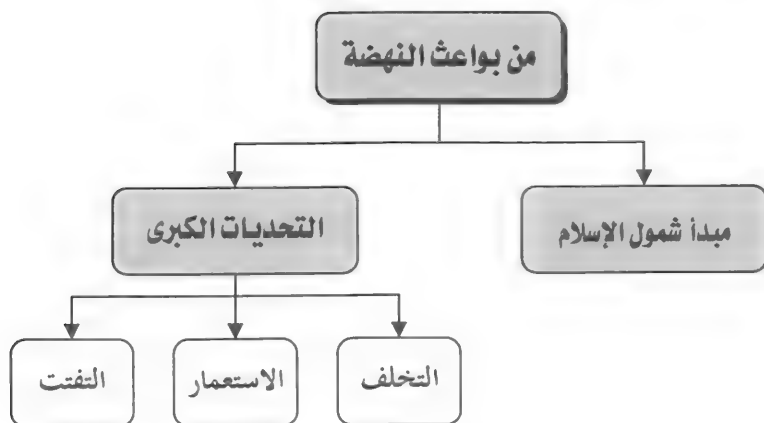 من بواعث النهضة
مبدأ شمول الإسلام
التحديات الكبرى
التخلف
الاستعمار
التفتت